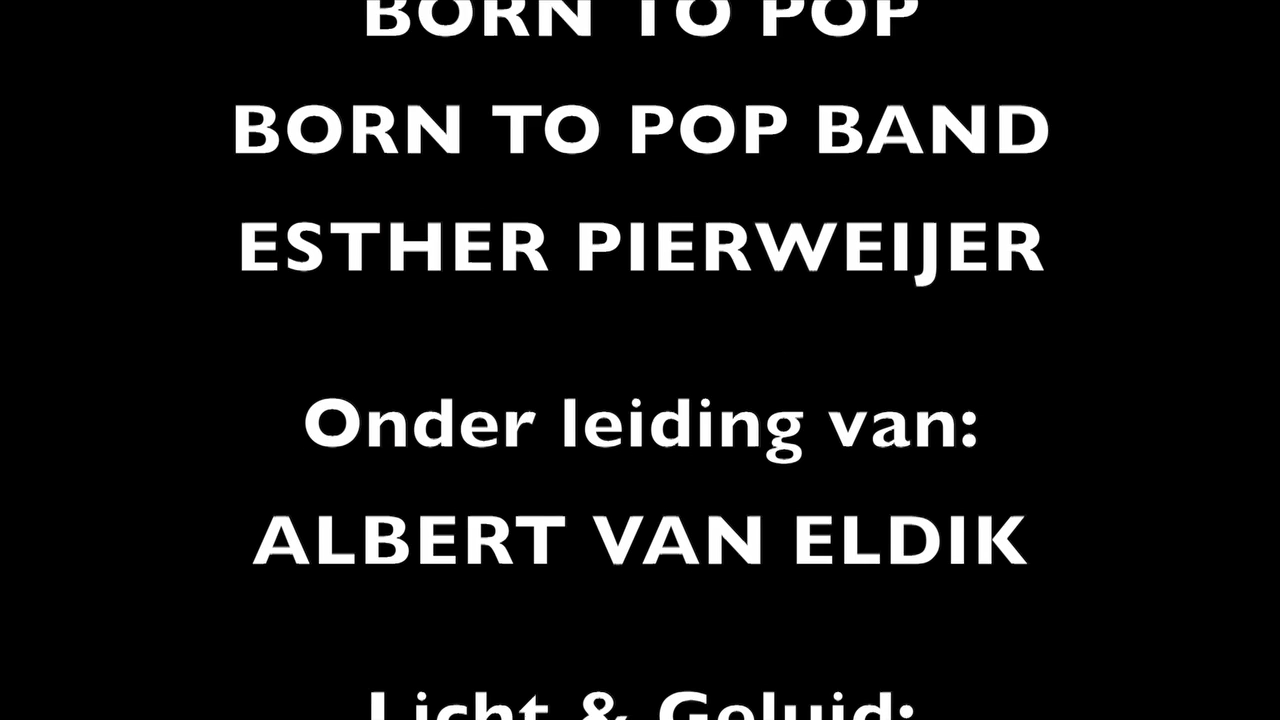 BORN TO POP
BORN TO POP BAND
ESTHER PIERWEIJER
Onder leiding van:
ALBERT VAN ELDIK
Licht & Geluid: